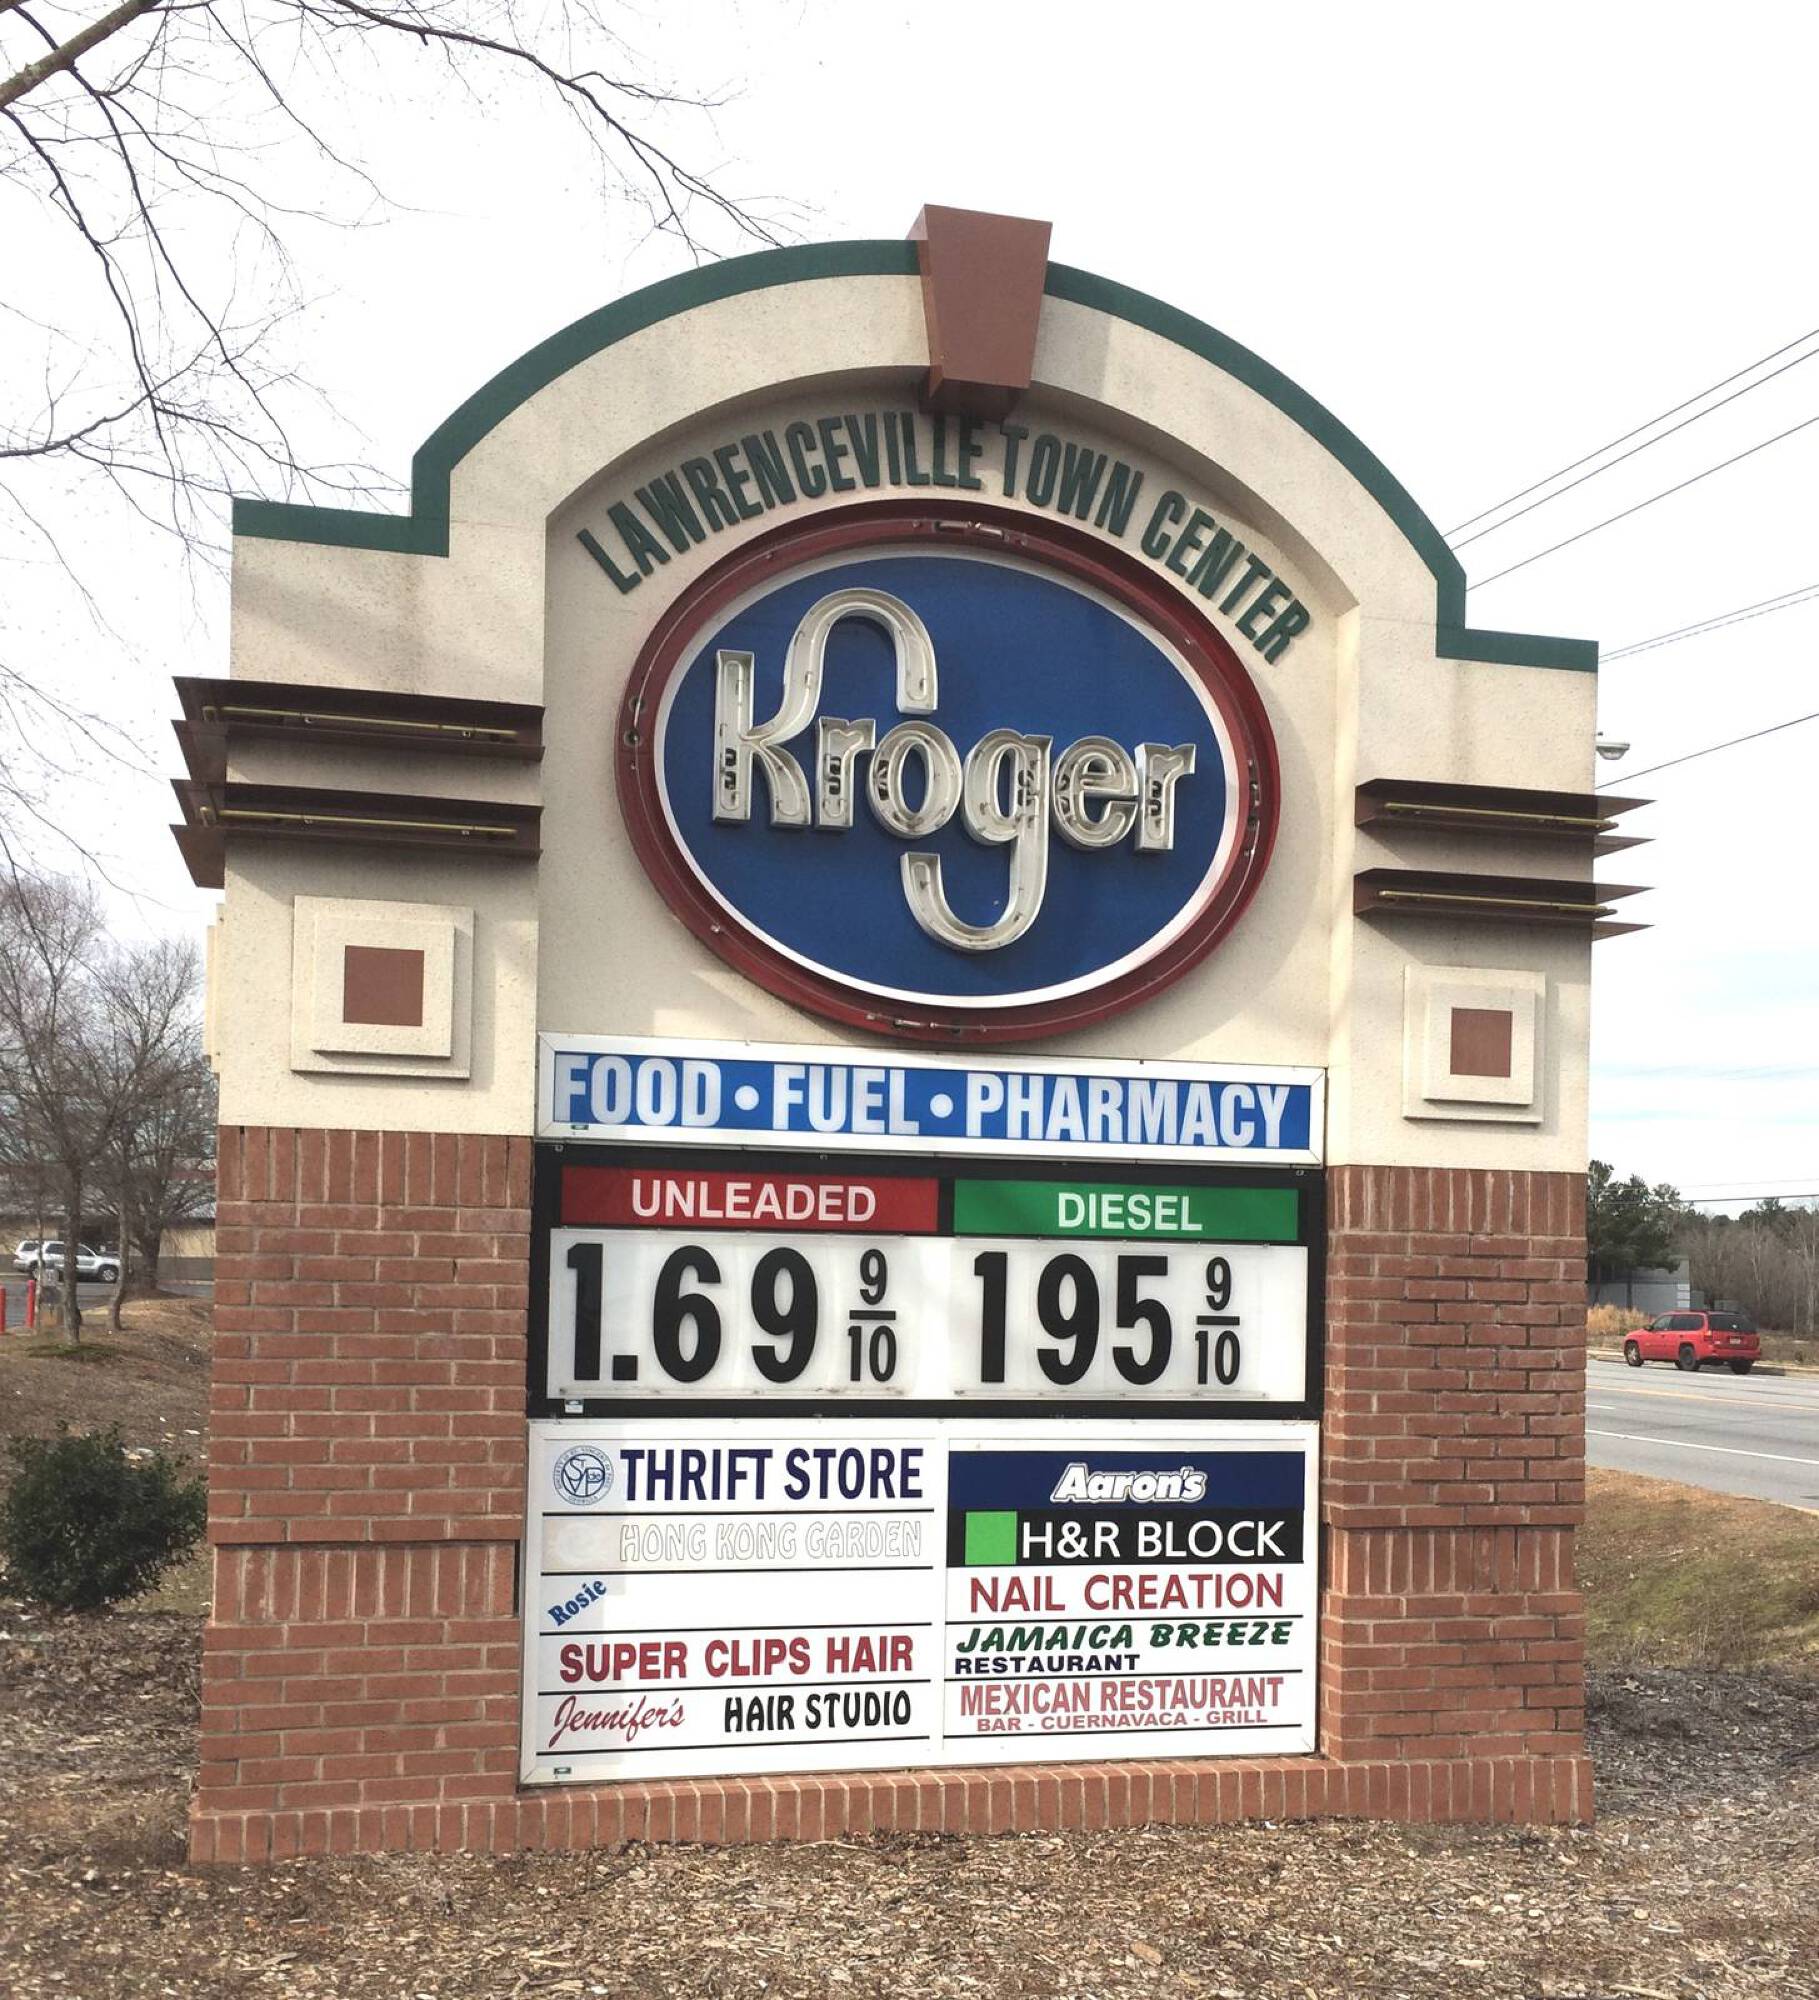 LAWRENCEVILLE TOWN CENTER
Kroger
FOOD • FUEL • PHARMACY
UNLEADED
1.69 9/10
DIESEL
195 9/10
THRIFT STORE
HONG KONG GARDEN
Rosie
SUPER CLIPS HAIR
Jennifer's HAIR STUDIO
Aaron's
H&R BLOCK
NAIL CREATION
JAMAICA BREEZE
RESTAURANT
MEXICAN RESTAURANT
BAR - CUERNAVACA - GRILL